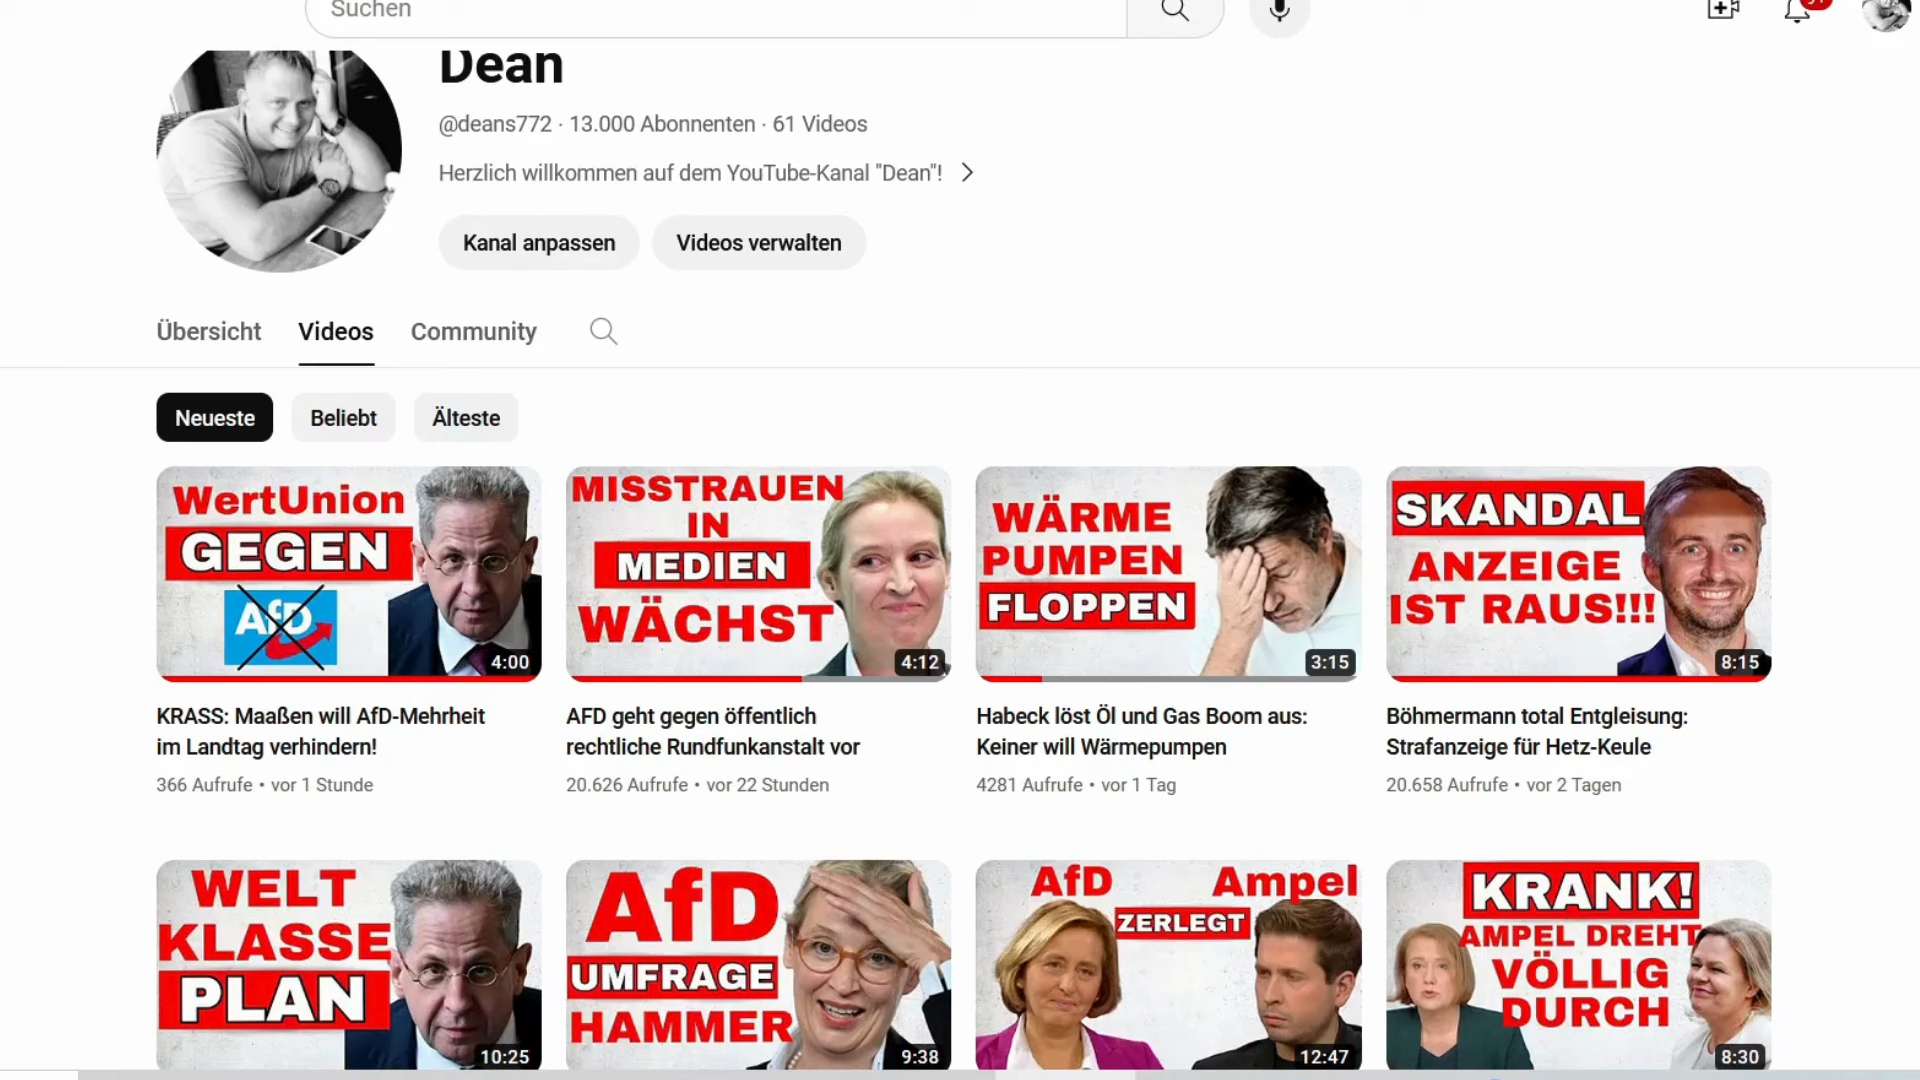 Suchen
Dean
@deans772 · 13.000 Abonnenten · 61 Videos
Herzlich willkommen auf dem YouTube-Kanal "Dean"!
Kanal anpassen
Videos verwalten
Übersicht
Videos
Community
Neueste
Beliebt
Älteste
WertUnion
GEGEN
AfD
4:00
MISSTRAUEN
IN
MEDIEN
WÄCHST
4:12
WÄRME
PUMPEN
FLOPPEN
3:15
SKANDAL
ANZEIGE
IST RAUS!!!
8:15
KRASS: Maaßen will AfD-Mehrheit
im Landtag verhindern!
366 Aufrufe • vor 1 Stunde
AFD geht gegen öffentlich
rechtliche Rundfunkanstalt vor
20.626 Aufrufe • vor 22 Stunden
Habeck löst Öl und Gas Boom aus:
Keiner will Wärmepumpen
4281 Aufrufe • vor 1 Tag
Böhmermann total Entgleisung:
Strafanzeige für Hetz-Keule
20.658 Aufrufe • vor 2 Tagen
WELT
KLASSE
PLAN
10:25
AfD
UMFRAGE
HAMMER
9:38
AfD Ampel
ZERLEGT
12:47
KRANK!
AMPEL DREHT
VÖLLIG
DURCH
8:30